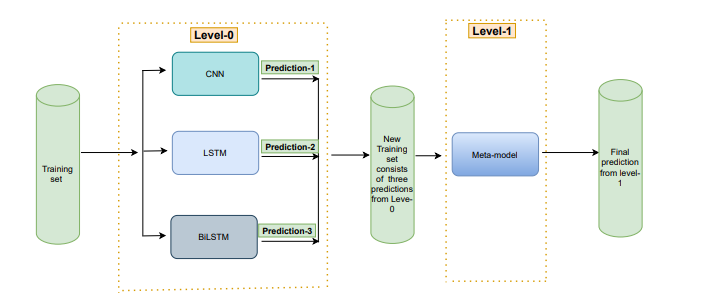 Level-0
Level-1
CNN
Prediction-1
LSTM
Prediction-2
BiLSTM
Prediction-3
Training
set
New
Training
set
consists
of three
predictions
from Leve-
0
Meta-model
Final
prediction
from level-
1